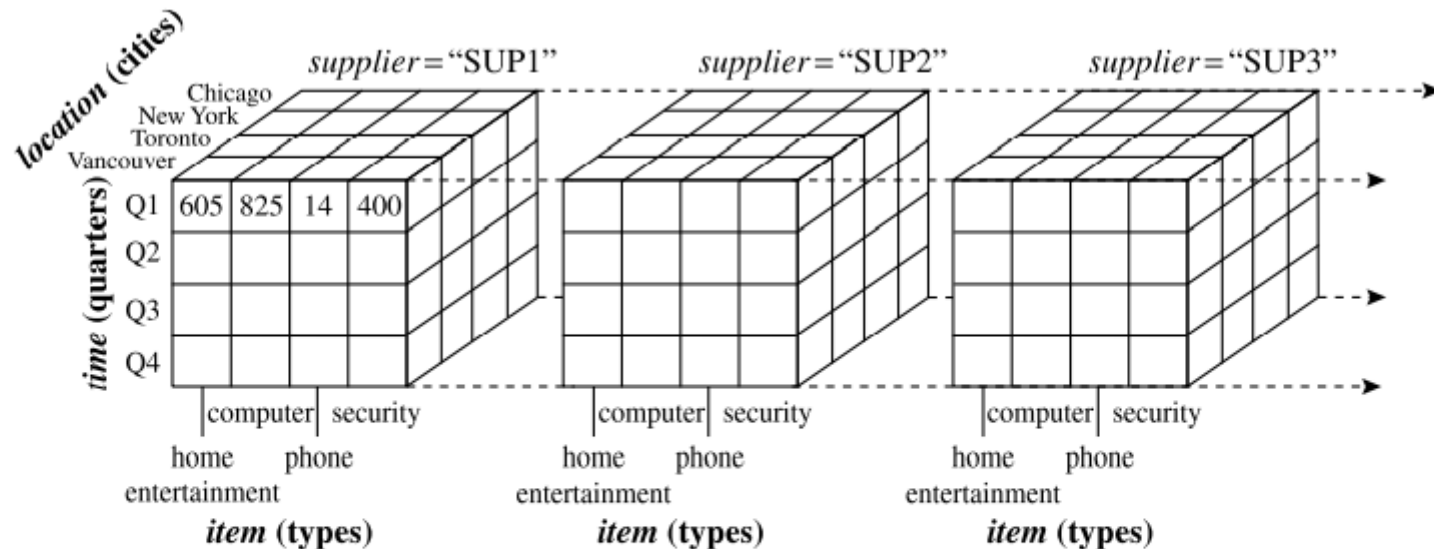 location (cities)
supplier = “SUP1”
supplier = “SUP2”
supplier = “SUP3”
Chicago
New York
Toronto
Vancouver
time (quarters)
Q1 605 825 14 400
Q2
Q3
Q4
computer security
home phone
entertainment
item (types)
computer security
home phone
entertainment
item (types)
computer security
home phone
entertainment
item (types)